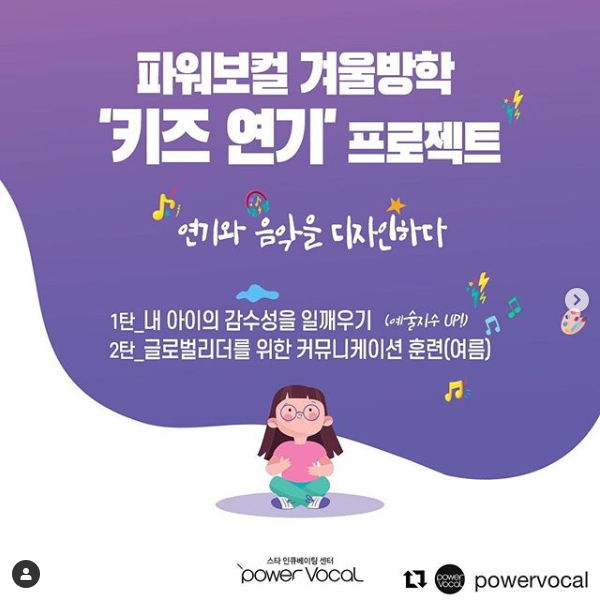 파워보컬 겨울방학
'키즈 연기' 프로젝트
연기와 음악을 디자인하다
1탄_내 아이의 감수성을 일깨우기 (예술지수 UP!)
2탄_글로벌리더를 위한 커뮤니케이션 훈련(여름)
스타 인큐베이팅 센터
power Vocal
power vocal
powervocal